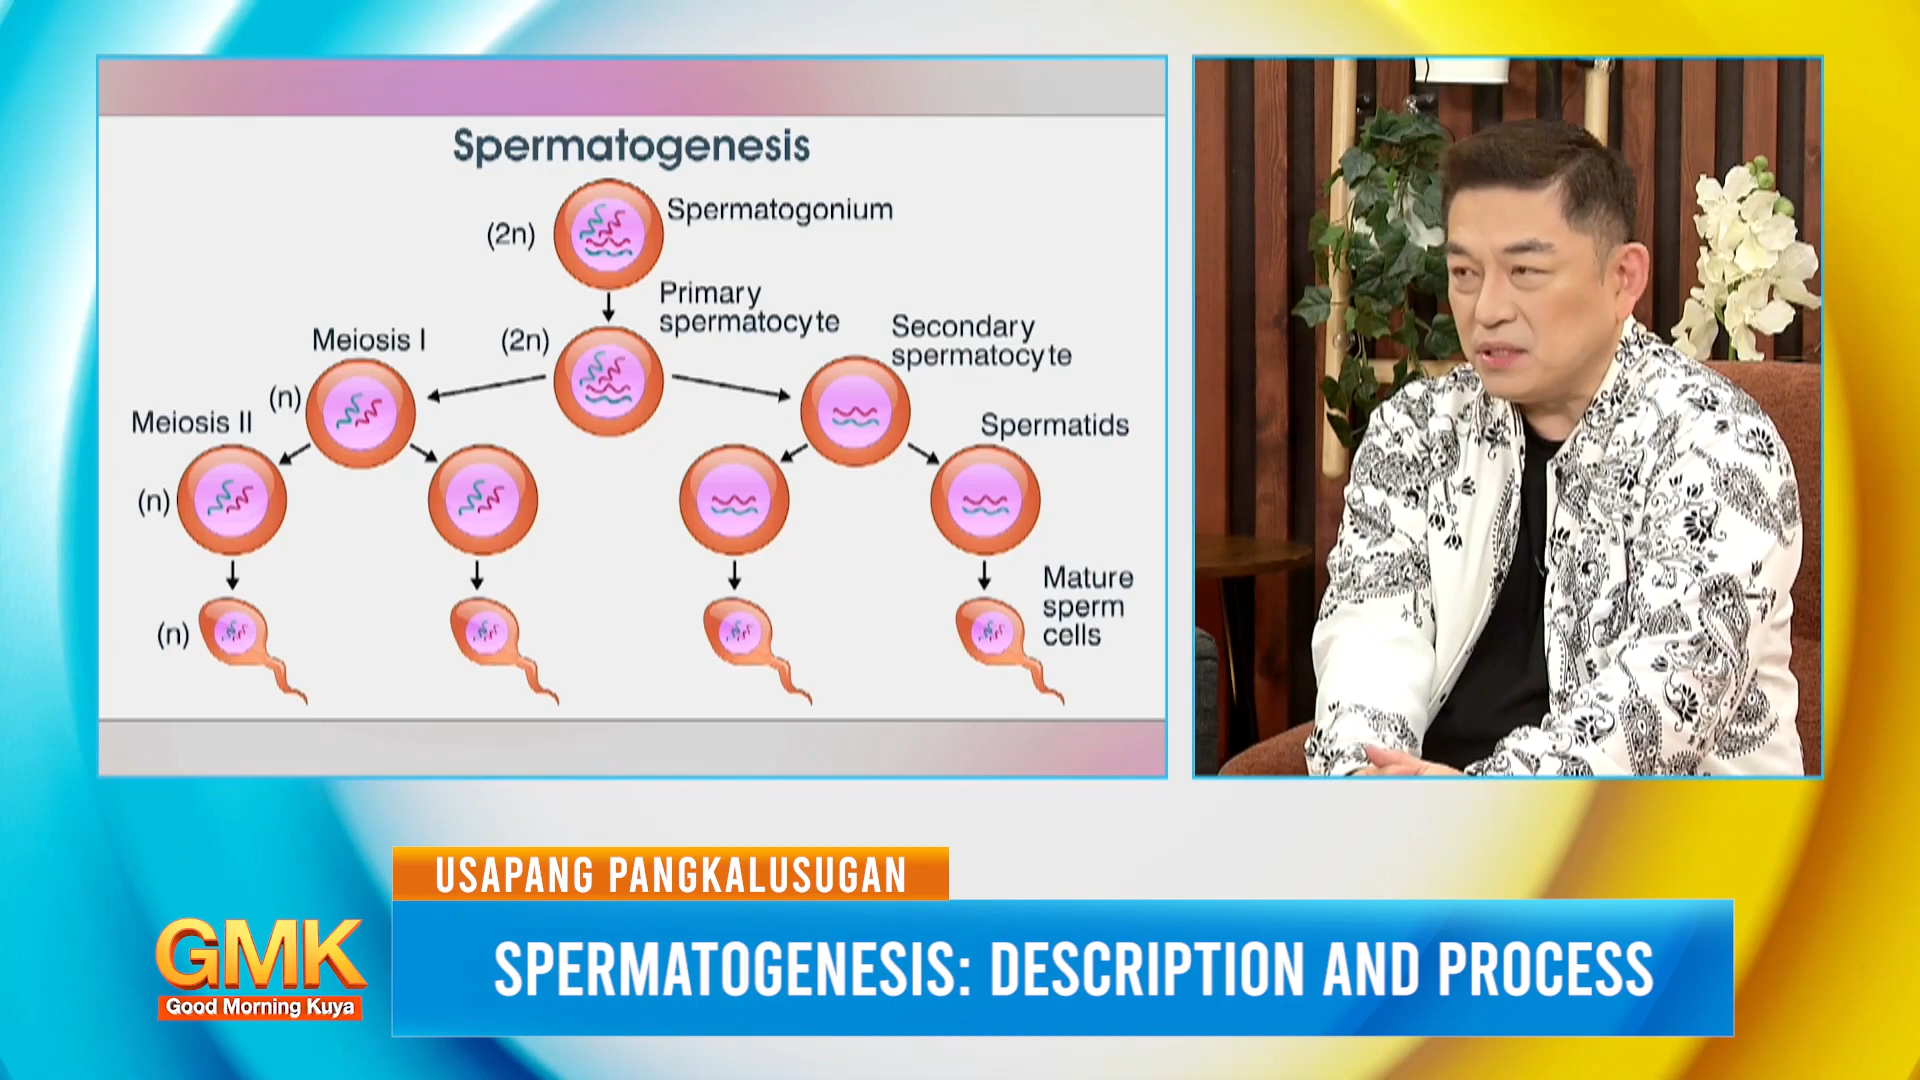 Spermatogenesis
(2n)
Spermatogonium
Primary
spermatocyte
(2n)
Meiosis I
Secondary
spermatocyte
(n)
Meiosis II
Spermatids
(n)
Mature
sperm
cells
(n)
USAPANG PANGKALUSUGAN
SPERMATOGENESIS: DESCRIPTION AND PROCESS
GMK
Good Morning Kuya